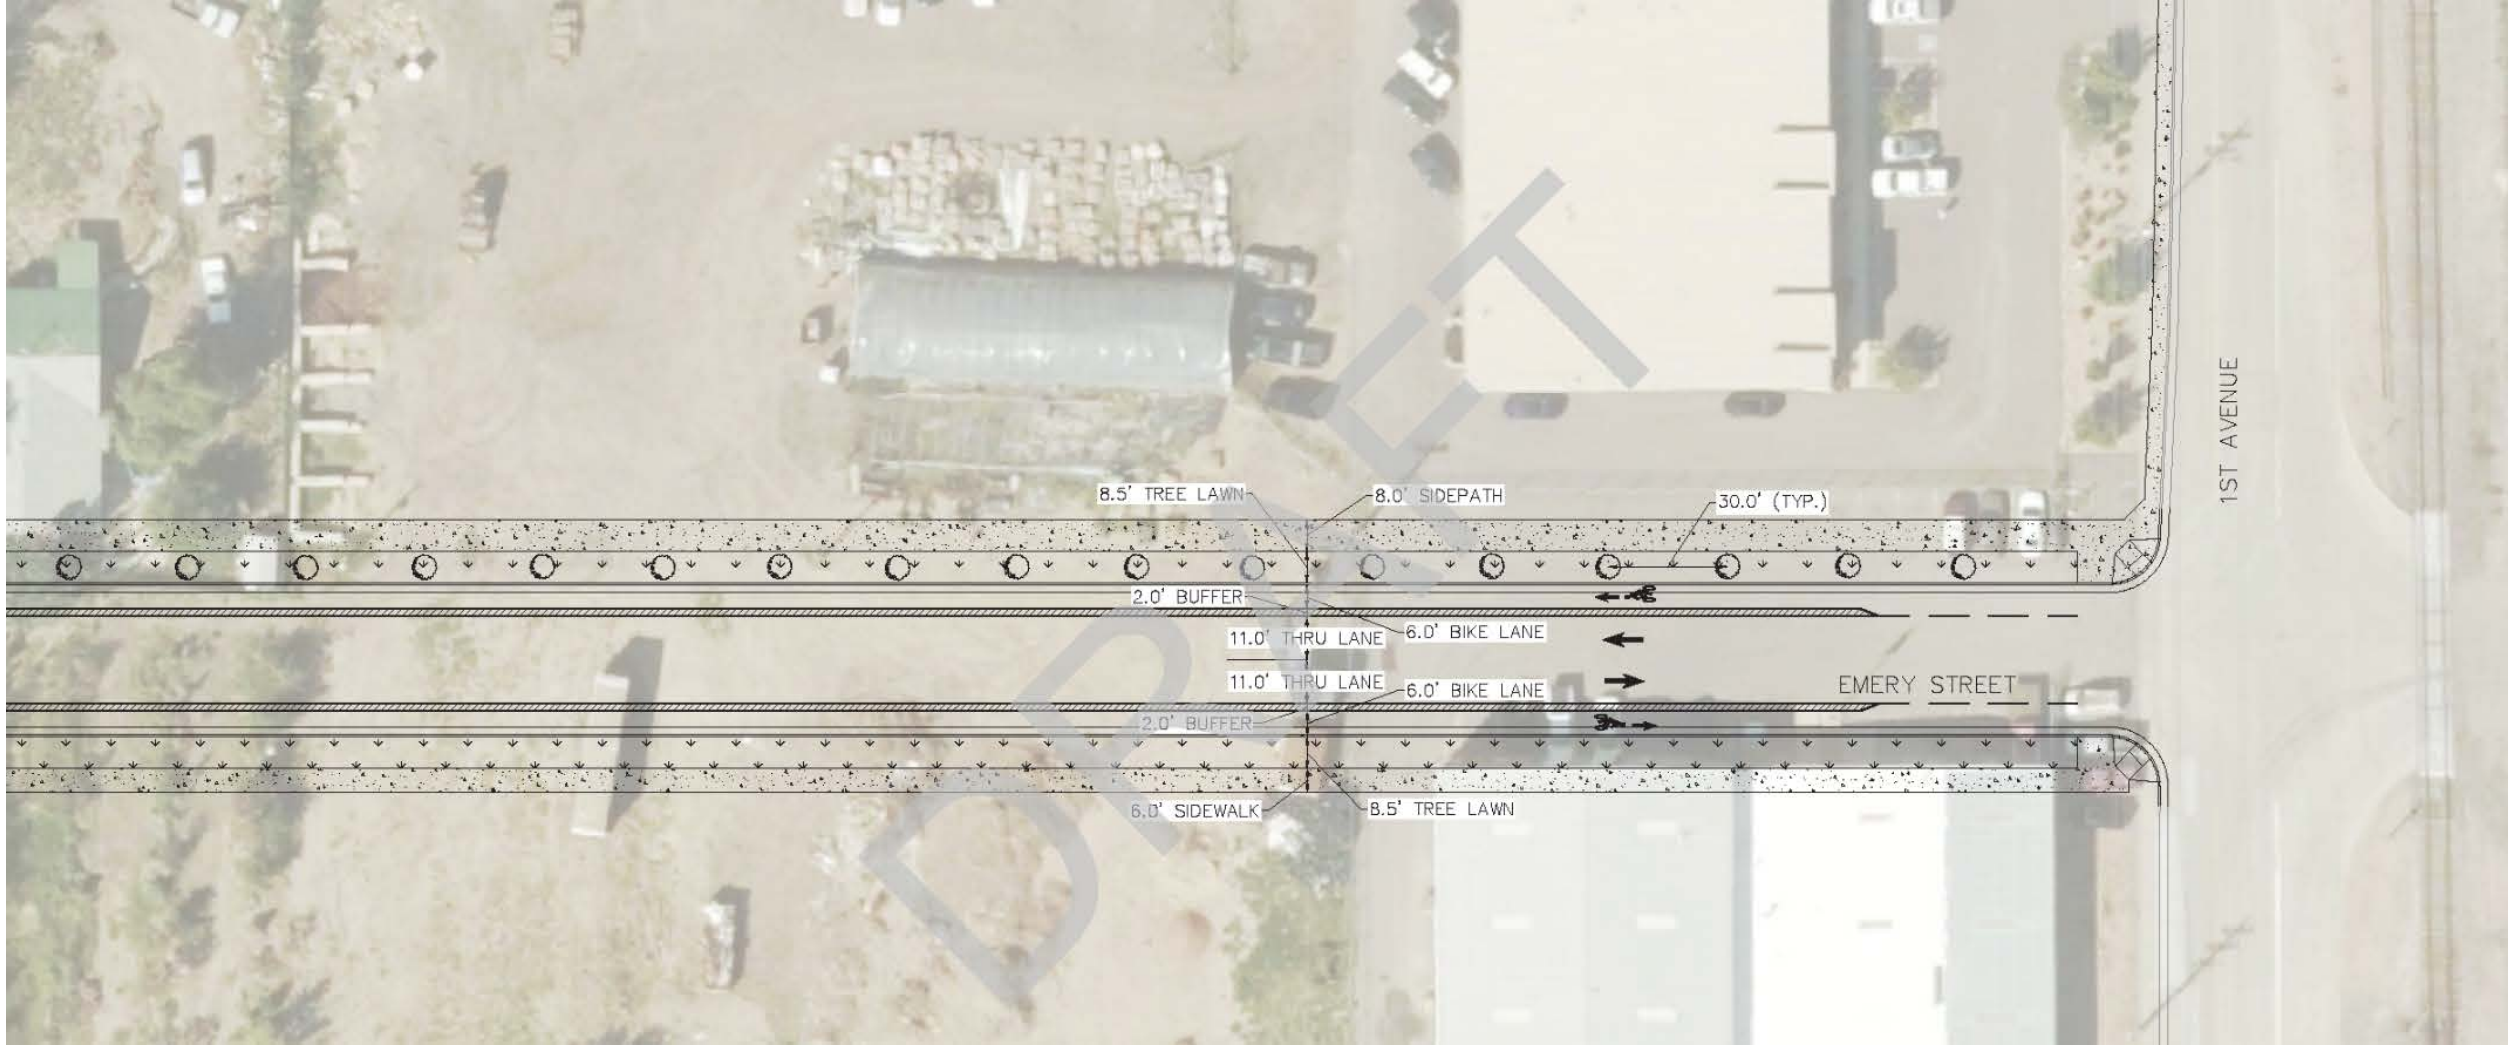 1ST AVENUE
8.5' TREE LAWN
8.0' SIDEPATH
30.0' (TYP.)
2.0' BUFFER
11.0' THRU LANE
6.0' BIKE LANE
11.0' THRU LANE
6.0' BIKE LANE
EMERY STREET
2.0' BUFFER
6.0' SIDEWALK
8.5' TREE LAWN
DRAFT